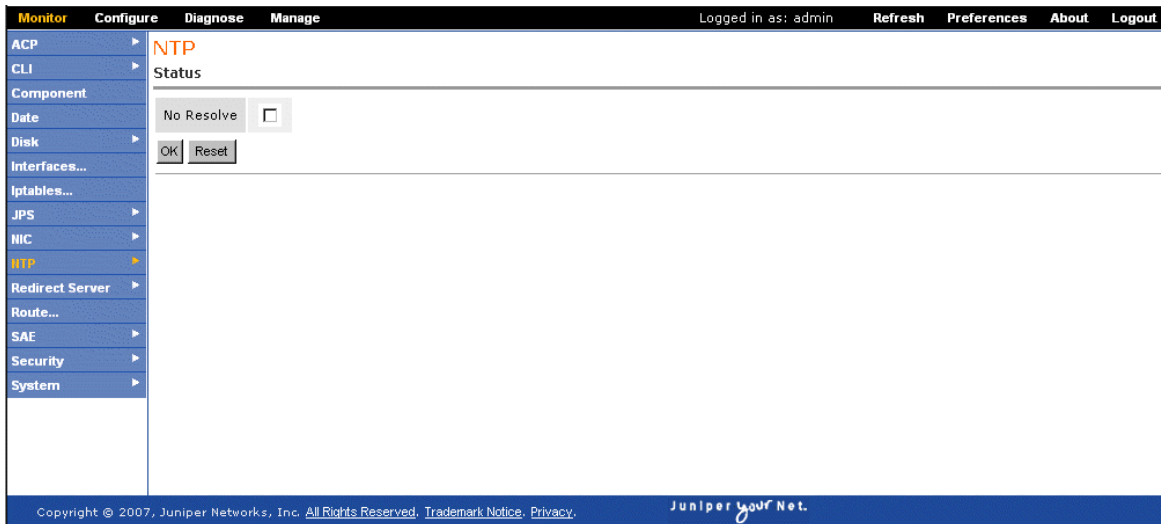 Monitor Configure Diagnose Manage Logged in as: admin Refresh Preferences About Logout
ACP
CLI
Component
Date
Disk
Interfaces...
Iptables...
JPS
NIC
NTP
Redirect Server
Route...
SAE
Security
System
NTP
Status
No Resolve
OK Reset
Copyright © 2007, Juniper Networks, Inc. All Rights Reserved. Trademark Notice. Privacy.
Juniper your Net.